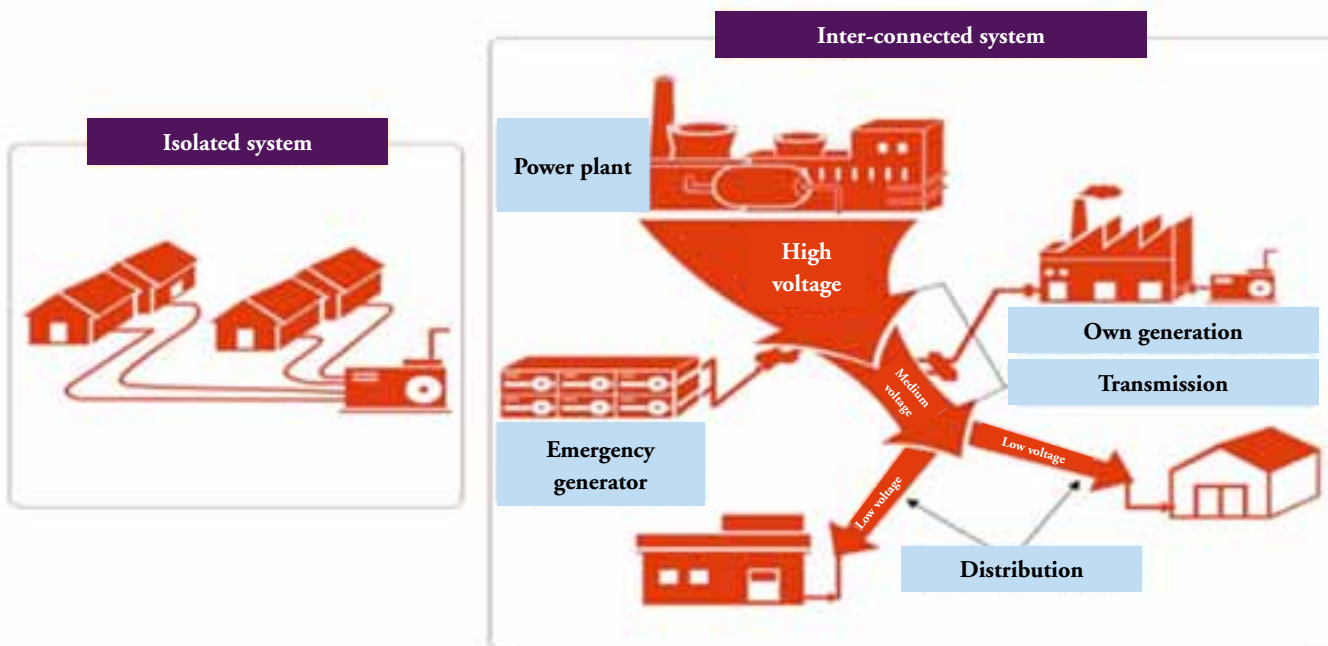 Inter-connected system
Isolated system
Power plant
High
voltage
Own generation
Transmission
Medium
voltage
Emergency
generator
Low voltage
Low voltage
Distribution